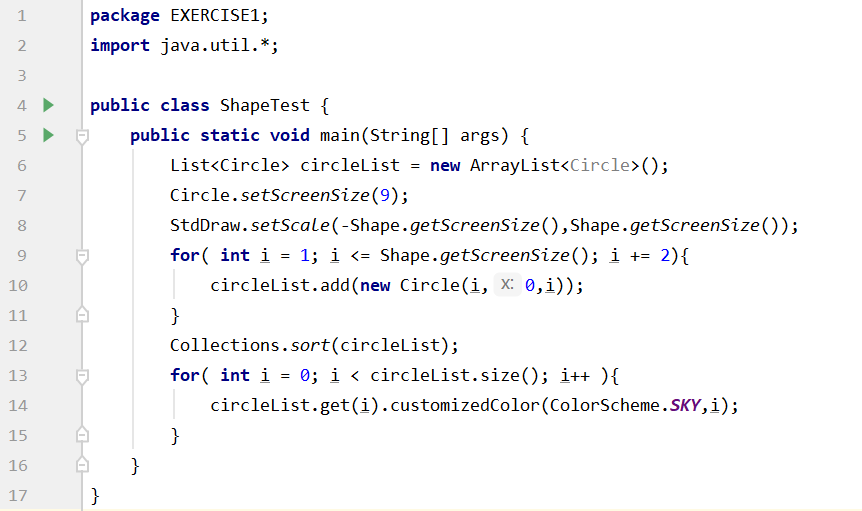 1 package EXERCISE1;
2 import java.util.*;
3
4 public class ShapeTest {
5     public static void main(String[] args) {
6         List<Circle> circleList = new ArrayList<Circle>();
7         Circle.setScreenSize(9);
8         StdDraw.setScale(-Shape.getScreenSize(),Shape.getScreenSize());
9         for( int i = 1; i <= Shape.getScreenSize(); i += 2){
10             circleList.add(new Circle(i, x: 0,i));
11         }
12         Collections.sort(circleList);
13         for( int i = 0; i < circleList.size(); i++ ){
14             circleList.get(i).customizedColor(ColorScheme.SKY,i);
15         }
16     }
17 }